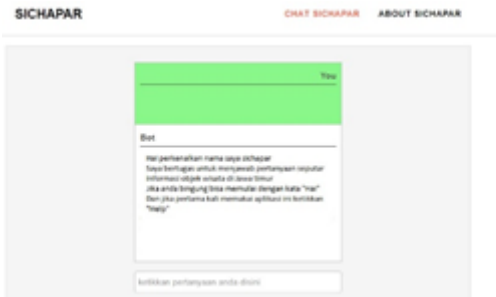 SICHAPAR
CHAT SICHAPAR
ABOUT SICHAPAR
You
Bot
Hai perkenalkan nama saya sichapar
Saya bertugas untuk menjawab pertanyaan seputar
informasi objek wisata di Jawa timur
Jika anda bingung bisa memulai dengan kata "Hai"
Dan jika pertama kali memakai aplikasi ini ketikkan
"Help"
ketikkan pertanyaan anda disini